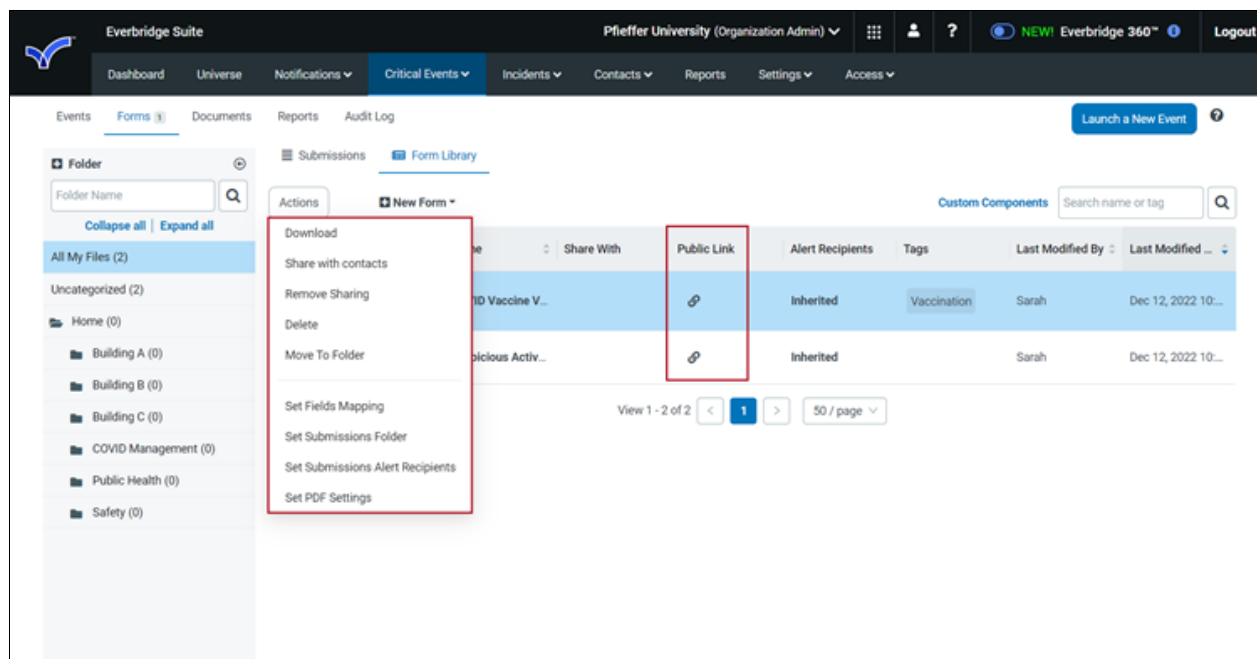 Everbridge Suite
Pfieffer University (Organization Admin)
?
NEW! Everbridge 360™
Logout
Dashboard Universe Notifications Critical Events Incidents Contacts Reports Settings Access
Events Forms 1 Documents Reports Audit Log
Launch a New Event
Folder
Submissions Form Library
Folder Name
Actions New Form
Custom Components Search name or tag
Collapse all | Expand all
Download
Share with contacts
Remove Sharing
Delete
Move To Folder
Set Fields Mapping
Set Submissions Folder
Set Submissions Alert Recipients
Set PDF Settings
All My Files (2)
Uncategorized (2)
Home (0)
Building A (0)
Building B (0)
Building C (0)
COVID Management (0)
Public Health (0)
Safety (0)
ne Share With Public Link Alert Recipients Tags Last Modified By Last Modified ...
ID Vaccine V... Inherited Vaccination Sarah Dec 12, 2022 10:...
picious Activ... Inherited Sarah Dec 12, 2022 10:...
View 1 - 2 of 2 < 1 > 50 / page